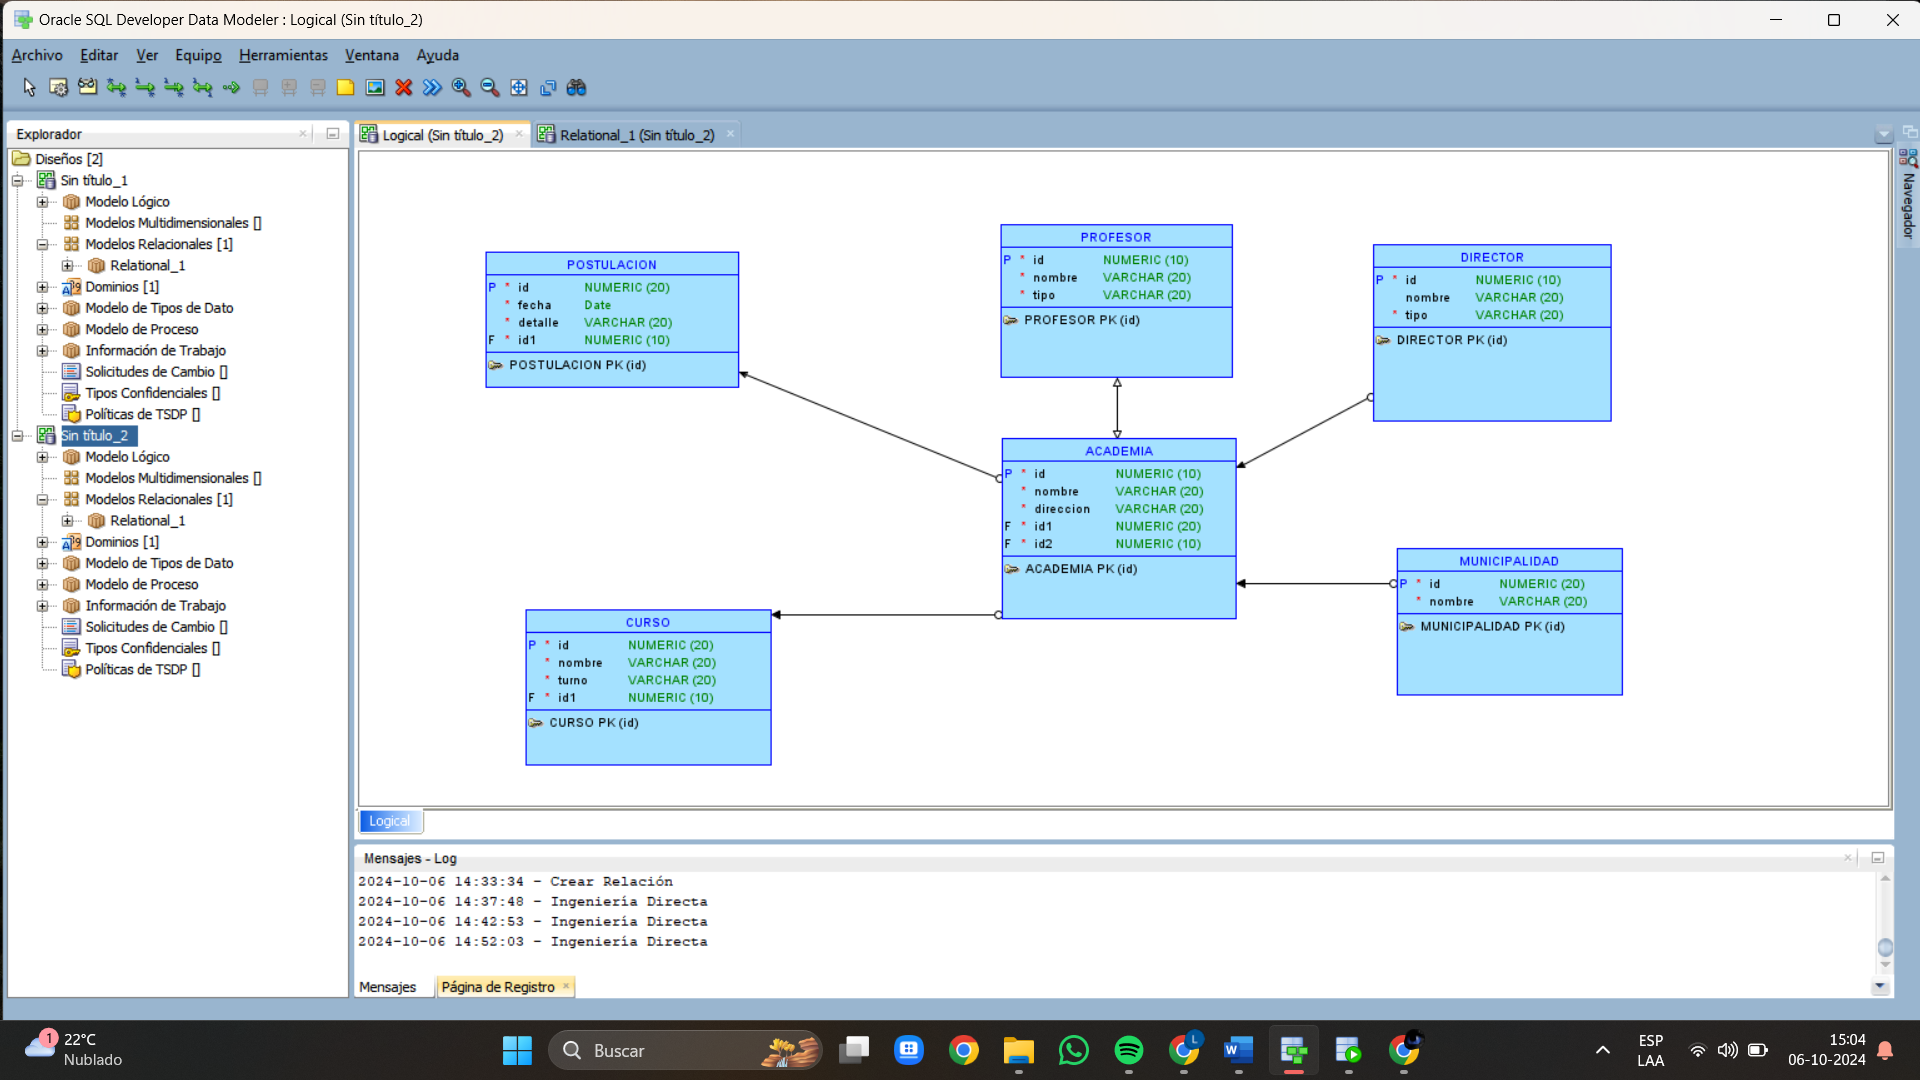 Oracle SQL Developer Data Modeler : Logical (Sin título_2)
Archivo Editar Ver Equipo Herramientas Ventana Ayuda
Explorador
Diseños [2]
Sin título_1
Modelo Lógico
Modelos Multidimensionales []
Modelos Relacionales [1]
Relational_1
Dominios [1]
Modelo de Tipos de Dato
Modelo de Proceso
Información de Trabajo
Solicitudes de Cambio []
Tipos Confidenciales []
Políticas de TSDP []
Sin título_2
Modelo Lógico
Modelos Multidimensionales []
Modelos Relacionales [1]
Relational_1
Dominios [1]
Modelo de Tipos de Dato
Modelo de Proceso
Información de Trabajo
Solicitudes de Cambio []
Tipos Confidenciales []
Políticas de TSDP []
Logical (Sin título_2)
Relational_1 (Sin título_2)
Navegador
POSTULACION
P * id NUMERIC (20)
* fecha Date
* detalle VARCHAR (20)
F * id1 NUMERIC (10)
POSTULACION PK (id)
PROFESOR
P * id NUMERIC (10)
* nombre VARCHAR (20)
* tipo VARCHAR (20)
PROFESOR PK (id)
DIRECTOR
P * id NUMERIC (10)
nombre VARCHAR (20)
* tipo VARCHAR (20)
DIRECTOR PK (id)
ACADEMIA
P * id NUMERIC (10)
* nombre VARCHAR (20)
* direccion VARCHAR (20)
F * id1 NUMERIC (20)
F * id2 NUMERIC (10)
ACADEMIA PK (id)
MUNICIPALIDAD
P * id NUMERIC (20)
* nombre VARCHAR (20)
MUNICIPALIDAD PK (id)
CURSO
P * id NUMERIC (20)
* nombre VARCHAR (20)
* turno VARCHAR (20)
F * id1 NUMERIC (10)
CURSO PK (id)
Logical
Mensajes - Log
2024-10-06 14:33:34 - Crear Relación
2024-10-06 14:37:48 - Ingeniería Directa
2024-10-06 14:42:53 - Ingeniería Directa
2024-10-06 14:52:03 - Ingeniería Directa
Mensajes
Página de Registro
1
22°C
Nublado
Buscar
L
W
ESP
LAA
15:04
06-10-2024